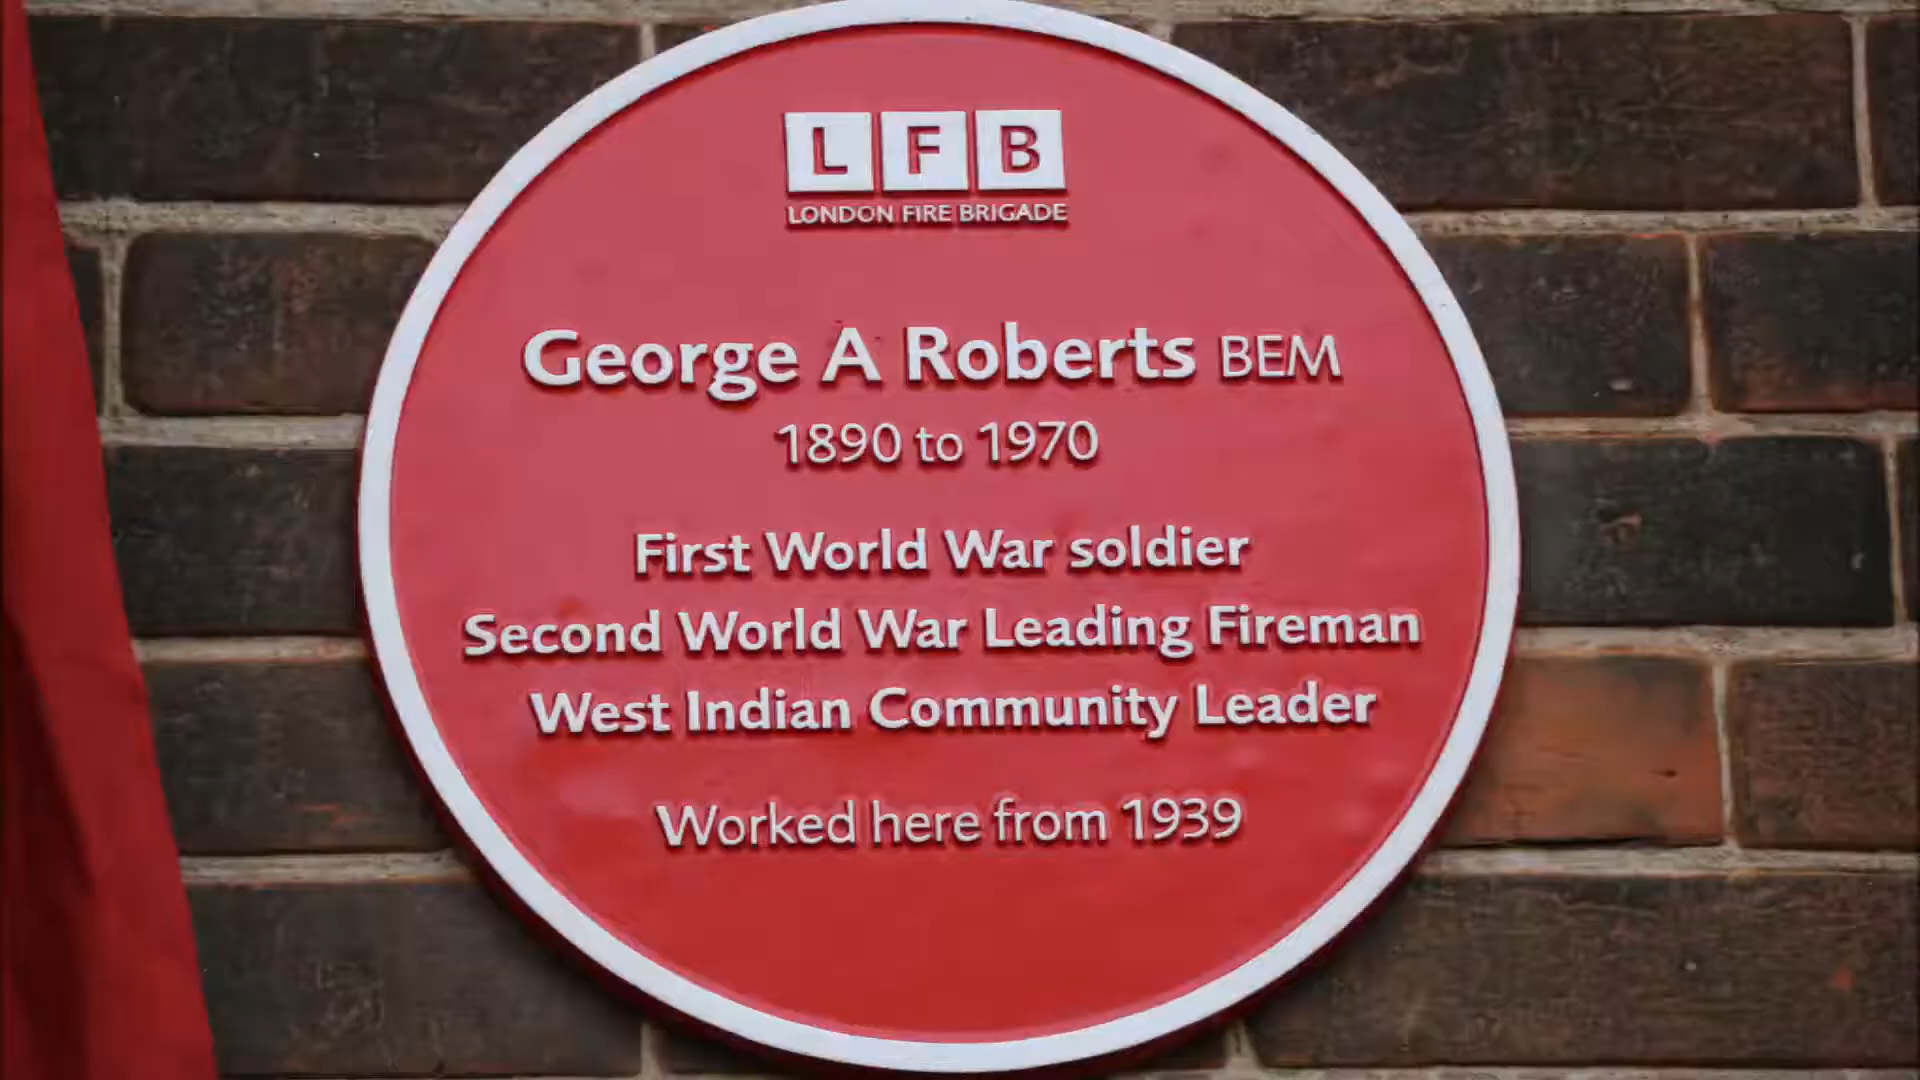 LFB
LONDON FIRE BRIGADE
George A Roberts BEM
1890 to 1970
First World War soldier
Second World War Leading Fireman
West Indian Community Leader
Worked here from 1939